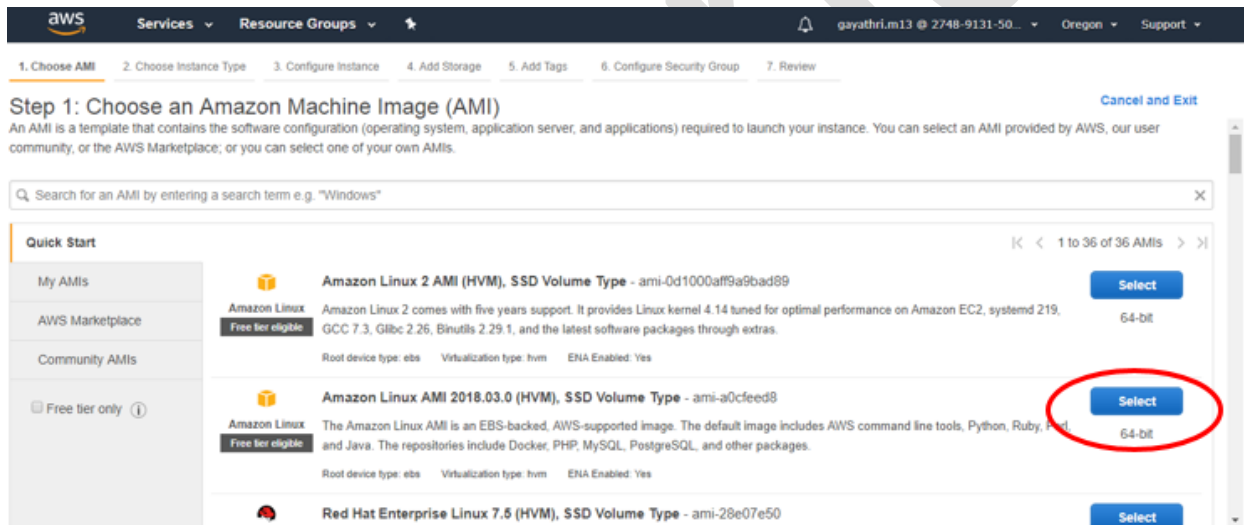 aws Services Resource Groups gayathri.m13 @ 2748-9131-50... Oregon Support
1. Choose AMI 2. Choose Instance Type 3. Configure Instance 4. Add Storage 5. Add Tags 6. Configure Security Group 7. Review
Step 1: Choose an Amazon Machine Image (AMI)
Cancel and Exit
An AMI is a template that contains the software configuration (operating system, application server, and applications) required to launch your instance. You can select an AMI provided by AWS, our user
community, or the AWS Marketplace; or you can select one of your own AMIs.
Search for an AMI by entering a search term e.g. "Windows"
Quick Start
1 to 36 of 36 AMIs
My AMIs
AWS Marketplace
Community AMIs
Free tier only
Amazon Linux
Free tier eligible
Amazon Linux 2 AMI (HVM), SSD Volume Type - ami-0d1000aff9a9bad89
Amazon Linux 2 comes with five years support. It provides Linux kernel 4.14 tuned for optimal performance on Amazon EC2, systemd 219,
GCC 7.3, Glibc 2.26, Binutils 2.29.1, and the latest software packages through extras.
Root device type: ebs Virtualization type: hvm ENA Enabled: Yes
Select
64-bit
Amazon Linux
Free tier eligible
Amazon Linux AMI 2018.03.0 (HVM), SSD Volume Type - ami-a0cfeed8
The Amazon Linux AMI is an EBS-backed, AWS-supported image. The default image includes AWS command line tools, Python, Ruby, Perl,
and Java. The repositories include Docker, PHP, MySQL, PostgreSQL, and other packages.
Root device type: ebs Virtualization type: hvm ENA Enabled: Yes
Select
64-bit
Red Hat Enterprise Linux 7.5 (HVM), SSD Volume Type - ami-28e07e50
Select